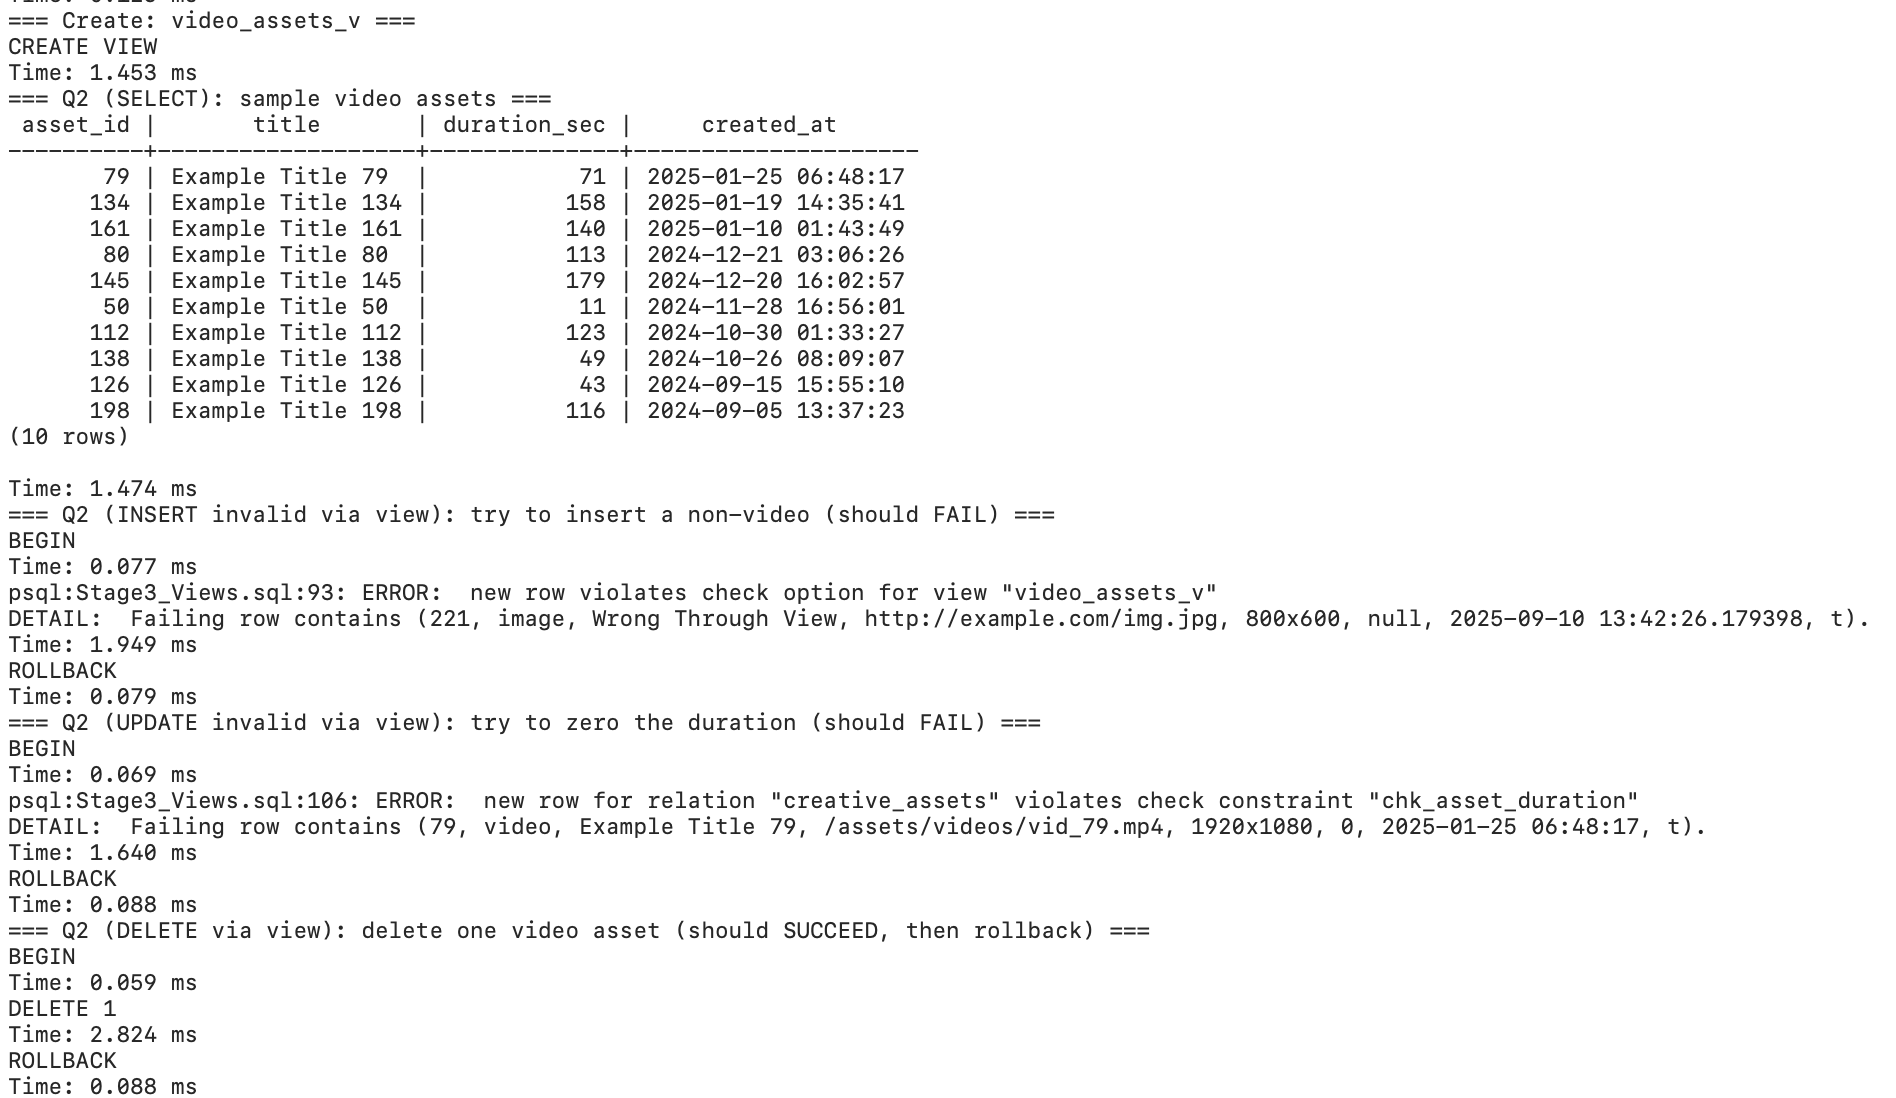 === Create: video_assets_v ===
CREATE VIEW
Time: 1.453 ms
=== Q2 (SELECT): sample video assets ===
 asset_id |       title       | duration_sec |     created_at
----------+-------------------+--------------+---------------------
       79 | Example Title 79  |           71 | 2025-01-25 06:48:17
      134 | Example Title 134 |          158 | 2025-01-19 14:35:41
      161 | Example Title 161 |          140 | 2025-01-10 01:43:49
       80 | Example Title 80  |          113 | 2024-12-21 03:06:26
      145 | Example Title 145 |          179 | 2024-12-20 16:02:57
       50 | Example Title 50  |           11 | 2024-11-28 16:56:01
      112 | Example Title 112 |          123 | 2024-10-30 01:33:27
      138 | Example Title 138 |           49 | 2024-10-26 08:09:07
      126 | Example Title 126 |           43 | 2024-09-15 15:55:10
      198 | Example Title 198 |          116 | 2024-09-05 13:37:23
(10 rows)

Time: 1.474 ms
=== Q2 (INSERT invalid via view): try to insert a non-video (should FAIL) ===
BEGIN
Time: 0.077 ms
psql:Stage3_Views.sql:93: ERROR:  new row violates check option for view "video_assets_v"
DETAIL:  Failing row contains (221, image, Wrong Through View, http://example.com/img.jpg, 800x600, null, 2025-09-10 13:42:26.179398, t).
Time: 1.949 ms
ROLLBACK
Time: 0.079 ms
=== Q2 (UPDATE invalid via view): try to zero the duration (should FAIL) ===
BEGIN
Time: 0.069 ms
psql:Stage3_Views.sql:106: ERROR:  new row for relation "creative_assets" violates check constraint "chk_asset_duration"
DETAIL:  Failing row contains (79, video, Example Title 79, /assets/videos/vid_79.mp4, 1920x1080, 0, 2025-01-25 06:48:17, t).
Time: 1.640 ms
ROLLBACK
Time: 0.088 ms
=== Q2 (DELETE via view): delete one video asset (should SUCCEED, then rollback) ===
BEGIN
Time: 0.059 ms
DELETE 1
Time: 2.824 ms
ROLLBACK
Time: 0.088 ms